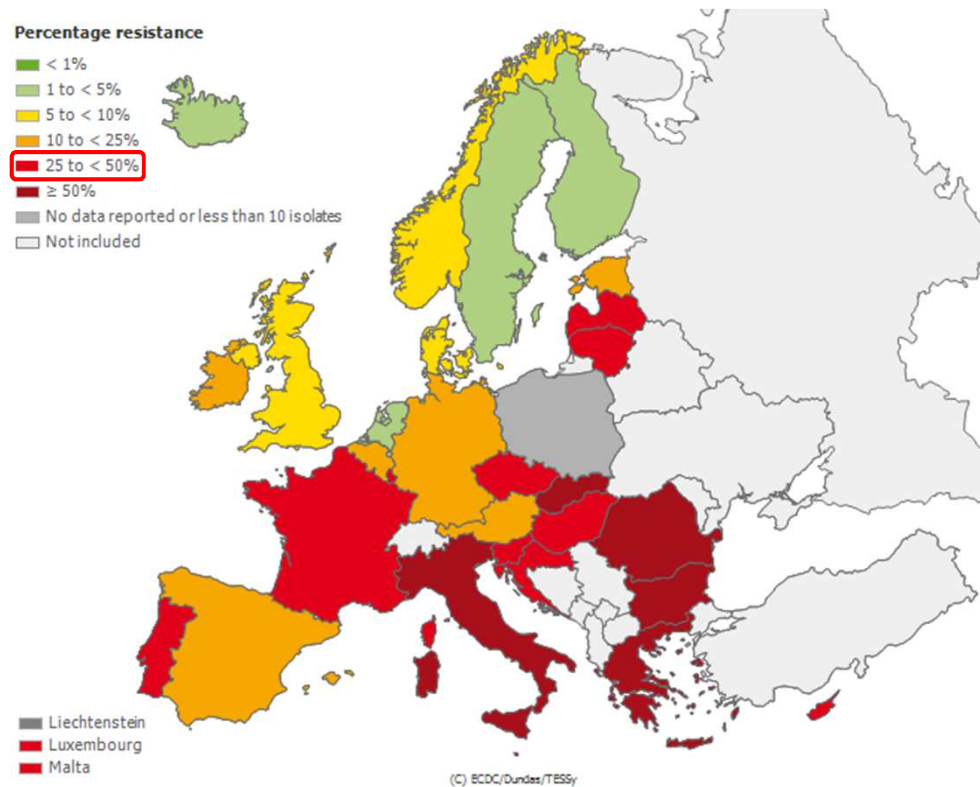 Percentage resistance
< 1%
1 to < 5%
5 to < 10%
10 to < 25%
25 to < 50%
≥ 50%
No data reported or less than 10 isolates
Not included
Liechtenstein
Luxembourg
Malta
(C) ECDC/Dundas/TESSy